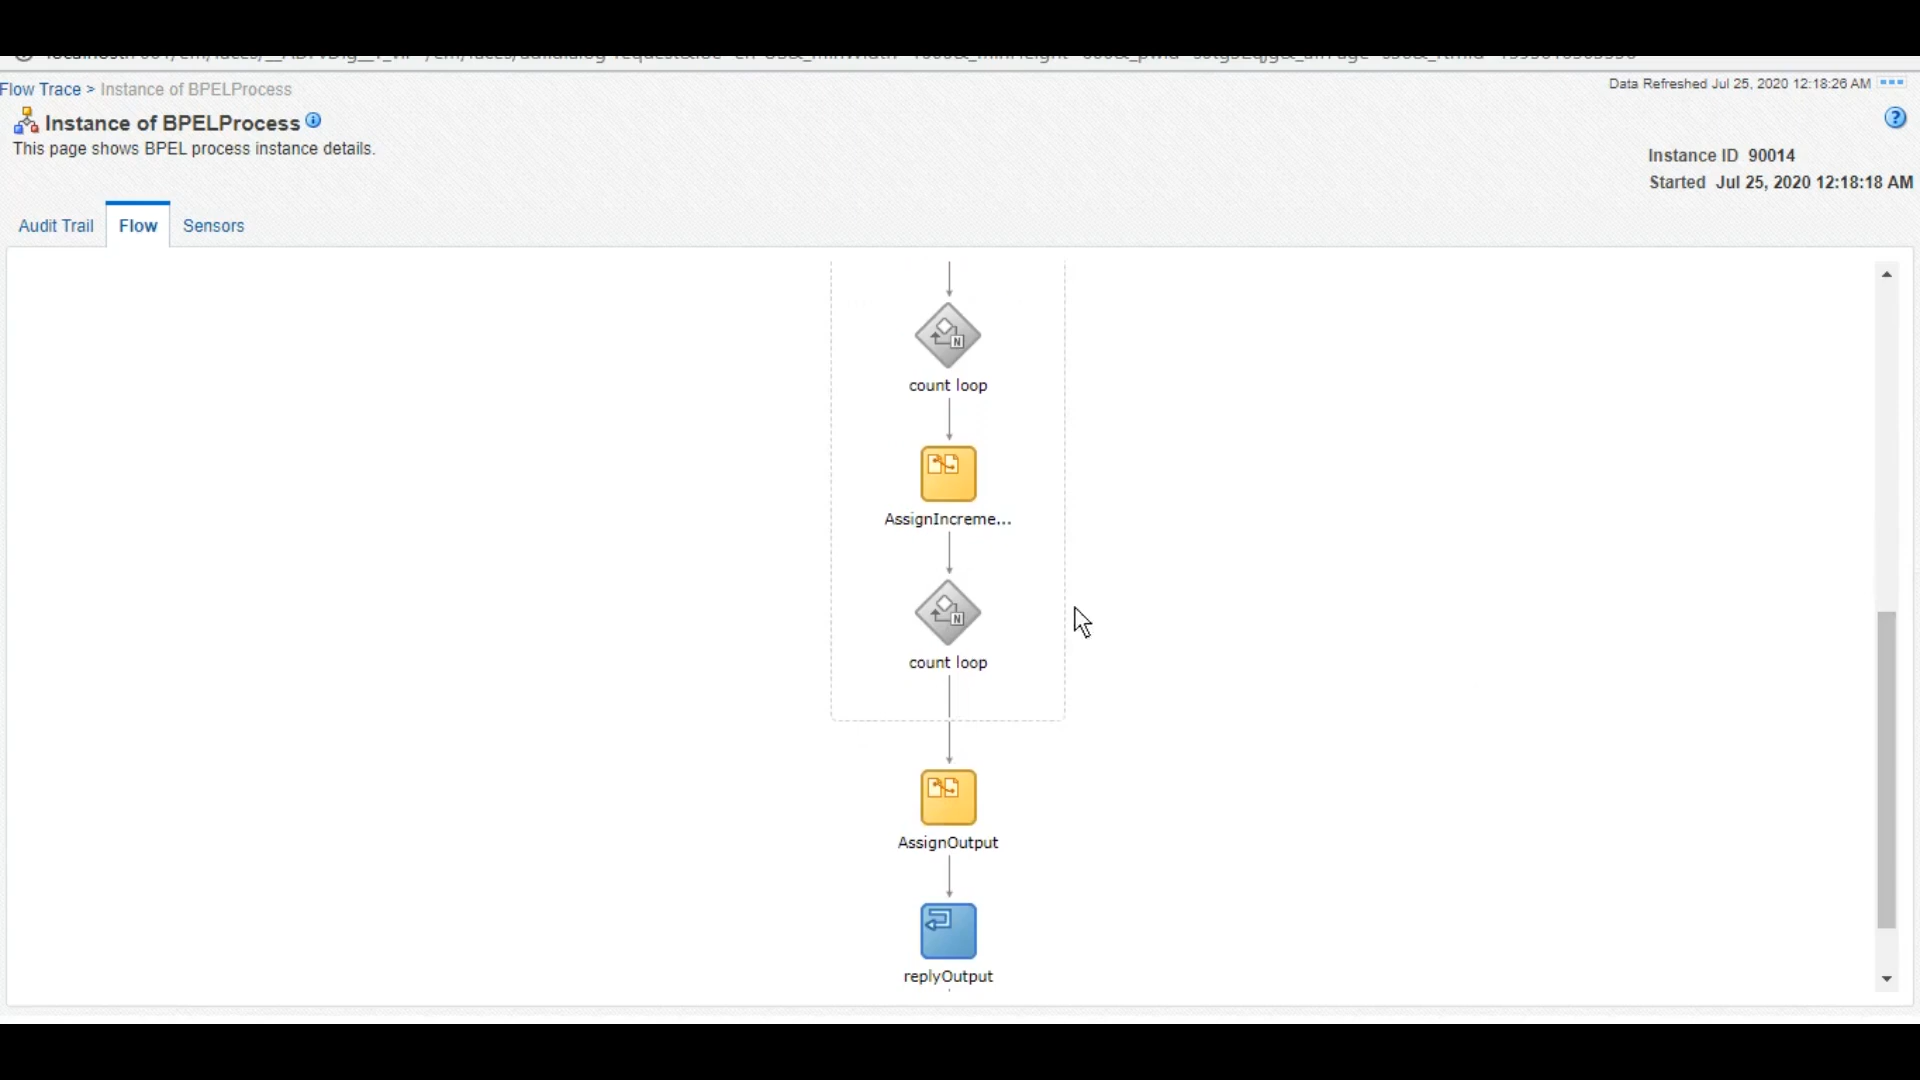 Flow Trace > Instance of BPELProcess
Data Refreshed Jul 25, 2020 12:18:26 AM
Instance of BPELProcess
This page shows BPEL process instance details.
Instance ID 90014
Started Jul 25, 2020 12:18:18 AM
Audit Trail Flow Sensors
count loop
AssignIncreme...
count loop
AssignOutput
replyOutput